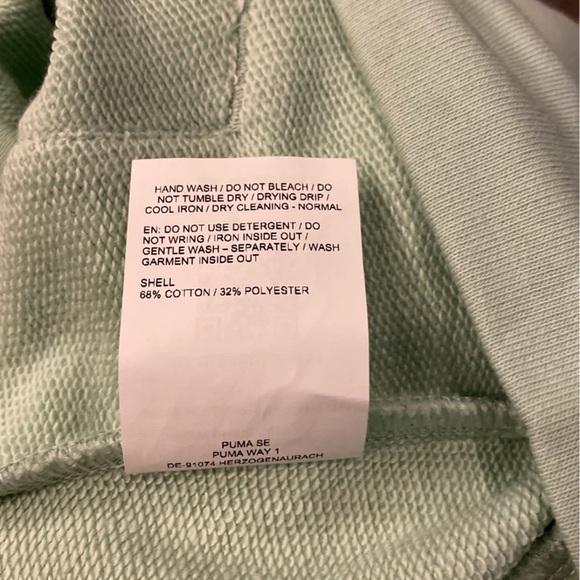 HAND WASH / DO NOT BLEACH / DO
NOT TUMBLE DRY / DRYING DRIP /
COOL IRON / DRY CLEANING - NORMAL
EN: DO NOT USE DETERGENT / DO
NOT WRING / IRON INSIDE OUT /
GENTLE WASH – SEPARATELY / WASH
GARMENT INSIDE OUT
SHELL
68% COTTON / 32% POLYESTER
PUMA SE
PUMA WAY 1
DE-91074 HERZOGENAURACH